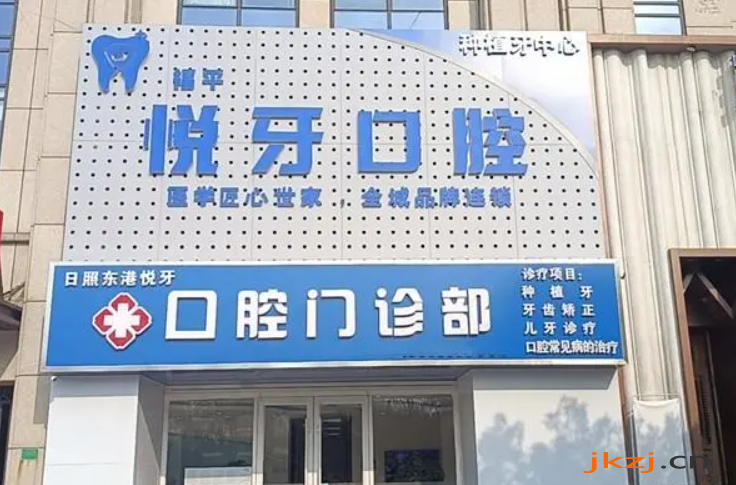 种植牙中心
禧平
悦牙口腔
医学匠心世家，全城品牌连锁
日照东港悦牙
口腔门诊部
诊疗项目:
种植牙
牙齿矫正
儿牙诊疗
口腔常见病的治疗
jkzj.cn